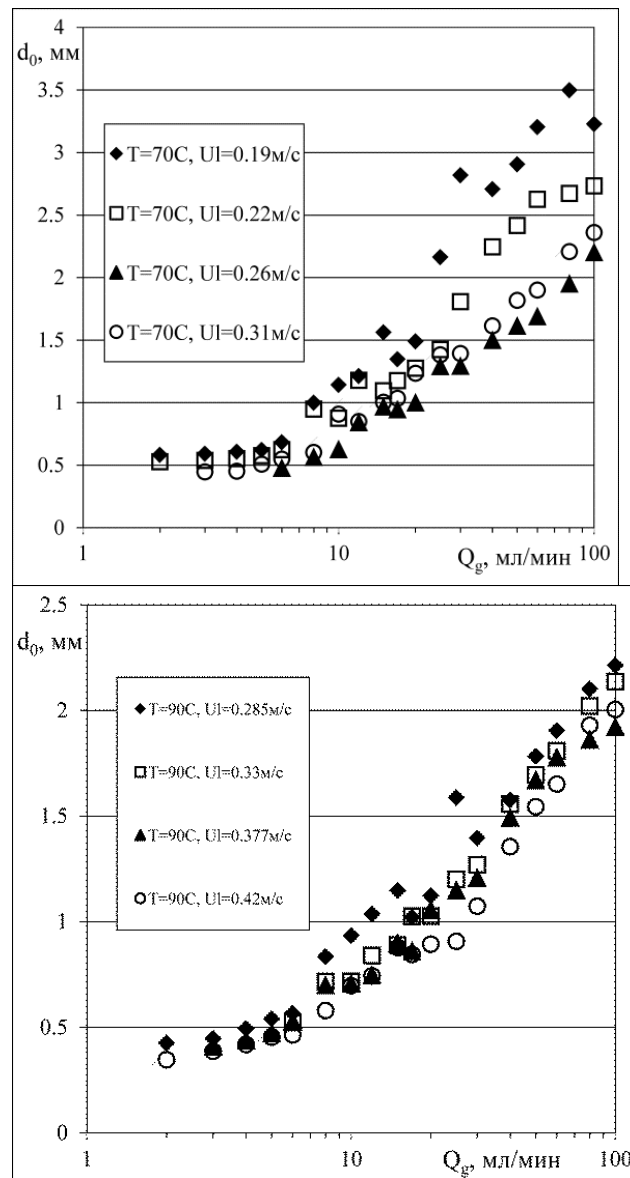 4
d₀, мм
3.5
3
2.5
2
1.5
1
0.5
0
T=70C, Ul=0.19м/с
T=70C, Ul=0.22м/с
T=70C, Ul=0.26м/с
T=70C, Ul=0.31м/с
1
10
100
Q_g, мл/мин
2.5
d₀, мм
2
1.5
1
0.5
0
T=90C, Ul=0.285м/с
T=90C, Ul=0.33м/с
T=90C, Ul=0.377м/с
T=90C, Ul=0.42м/с
1
10
100
Q_g, мл/мин